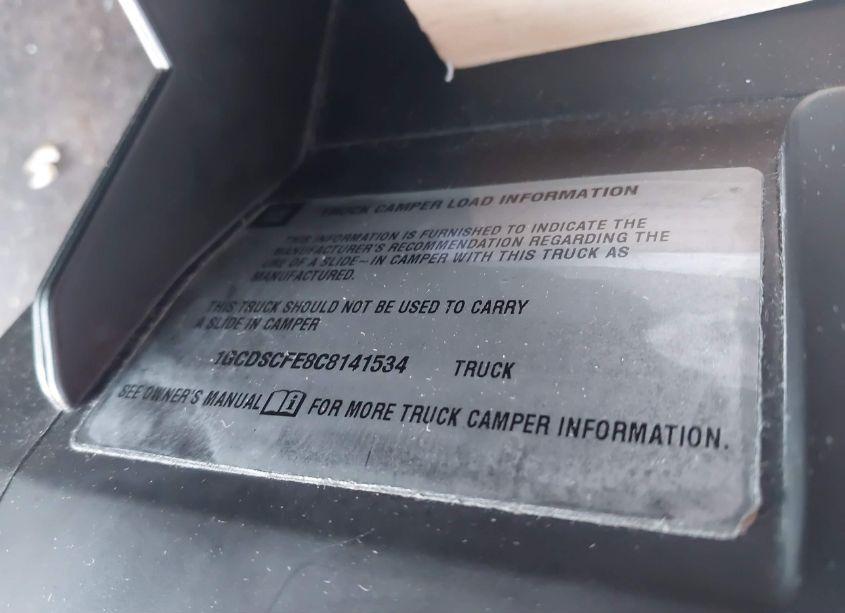 TRUCK CAMPER LOAD INFORMATION
THIS INFORMATION IS FURNISHED TO INDICATE THE
MANUFACTURER'S RECOMMENDATION REGARDING THE
USE OF A SLIDE-IN CAMPER WITH THIS TRUCK AS
MANUFACTURED.
THIS TRUCK SHOULD NOT BE USED TO CARRY
A SLIDE IN CAMPER
1GCDSCFE8C8141534 TRUCK
SEE OWNER'S MANUAL i FOR MORE TRUCK CAMPER INFORMATION.